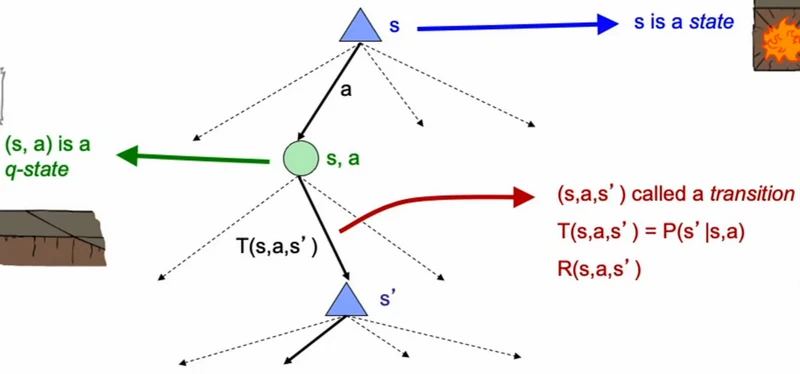 s
s is a state
a
(s, a) is a
q-state
s, a
(s,a,s’) called a transition
T(s,a,s’) = P(s’|s,a)
R(s,a,s’)
T(s,a,s’)
s’